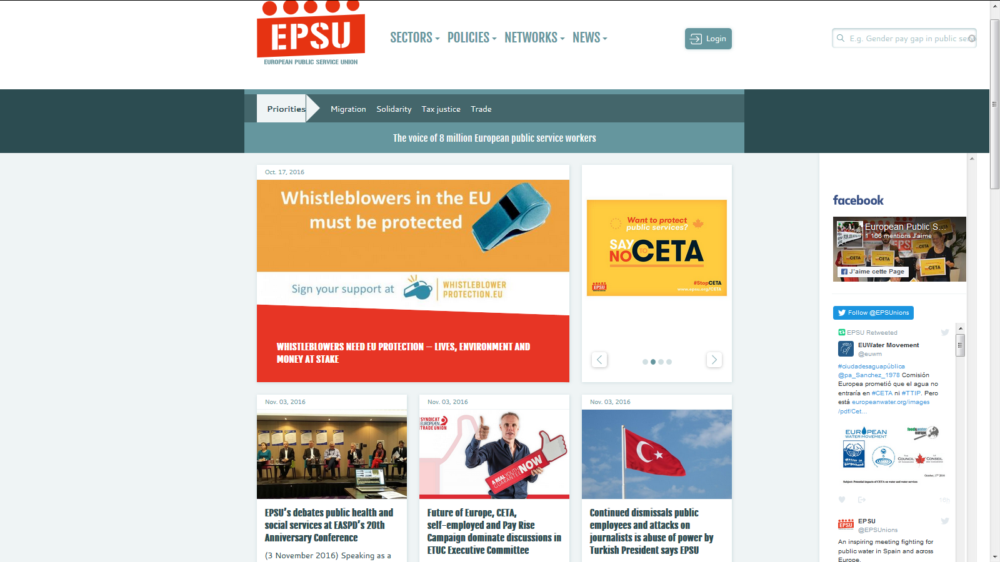 EPSU
EUROPEAN PUBLIC SERVICE UNION
SECTORS
POLICIES
NETWORKS
NEWS
Login
E.g. Gender pay gap in public servi
Priorities
Migration
Solidarity
Tax justice
Trade
The voice of 8 million European public service workers
Oct. 17, 2016
Whistleblowers in the EU
must be protected
Sign your support at
WHISTLEBLOWER
PROTECTION.EU
WHISTLEBLOWERS NEED EU PROTECTION – LIVES, ENVIRONMENT AND
MONEY AT STAKE
Want to protect
public services?
SAY
NO TO CETA
EPSU
#StopCETA
www.epsu.org/CETA
facebook
European Public S...
1 166 mentions J'aime
J'aime cette Page
Follow @EPSUnions
EPSU Retweeted
EUWater Movement
@euwm
#ciudadesaguapública
@pa_Sanchez_1978 Comisión
Europea prometió que el agua no
entraría en #CETA ni #TTIP. Pero
está europeanwater.org/images
/pdf/Cet...
EUROPEAN
WATER MOVEMENT
food&water
europe
Wasser in
Bürgerhand
THE COUNCIL
OF CANADIANS
LE CONSEIL
DES CANADIENS
October, 17th 2016
Subject: Potential impacts of CETA on water and water services
16h
EPSU
@EPSUnions
An inspiring meeting fighting for
public water in Spain and across
Europe.
Nov. 03, 2016
EPSU's debates public health and
social services at EASPD's 20th
Anniversary Conference
(3 November 2016) Speaking as a
Nov. 03, 2016
SYNDICAT
EUROPEAN
TRADE UNION
A REAL YOUTH
GUARANTEE NOW
Future of Europe, CETA,
self-employed and Pay Rise
Campaign dominate discussions in
ETUC Executive Committee
Nov. 03, 2016
Continued dismissals public
employees and attacks on
journalists is abuse of power by
Turkish President says EPSU